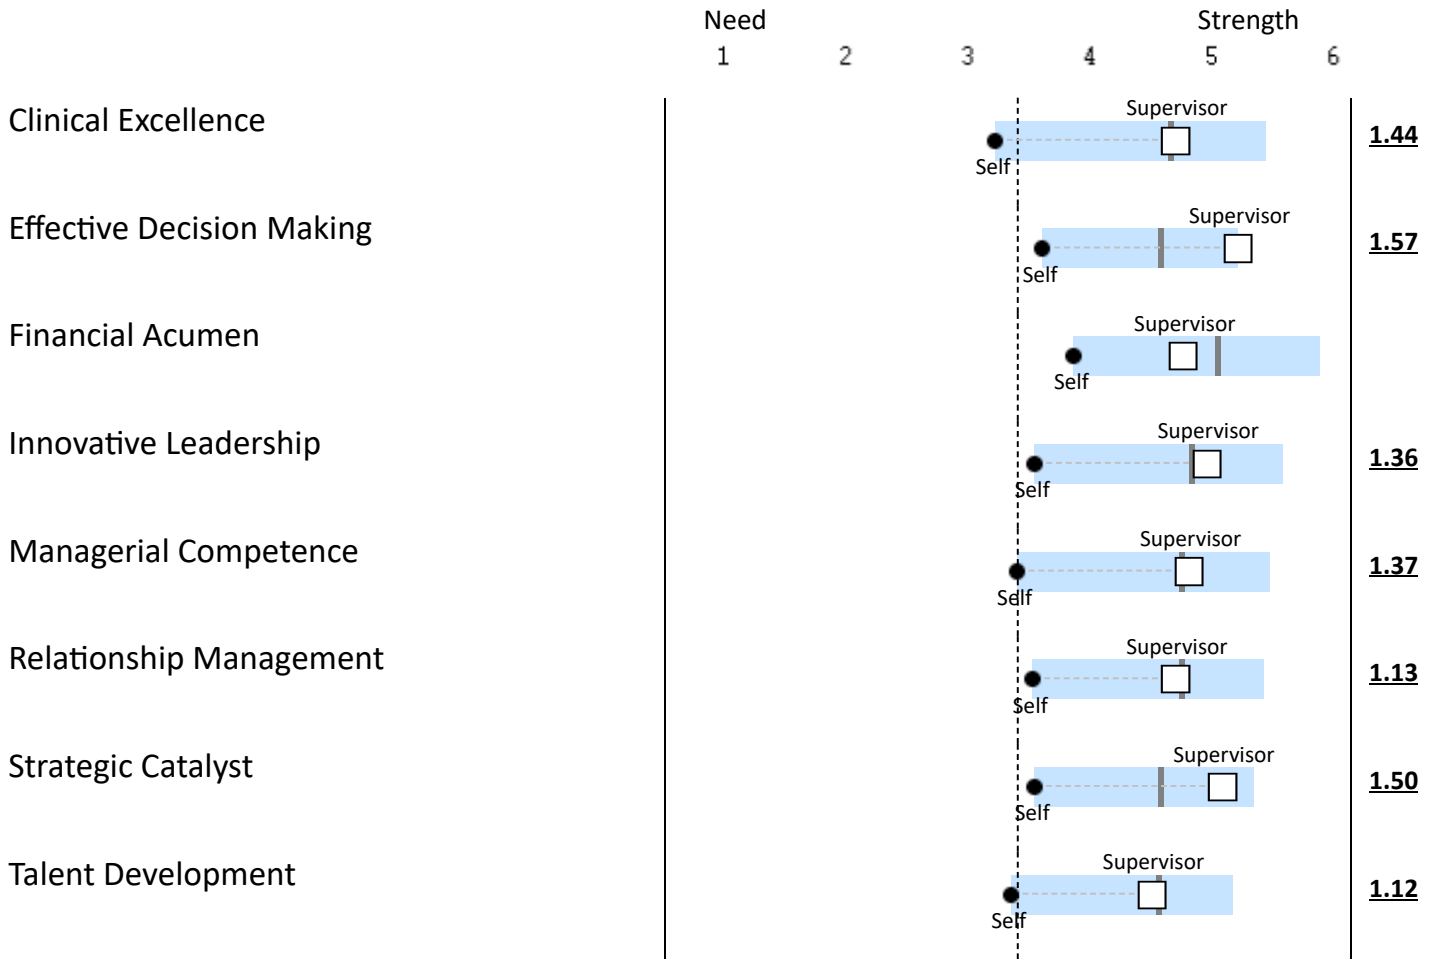 Need Strength
1 2 3 4 5 6
Supervisor
Clinical Excellence
1.44
Self
Supervisor
Effective Decision Making
1.57
Self
Supervisor
Financial Acumen
Self
Supervisor
Innovative Leadership
1.36
Self
Supervisor
Managerial Competence
1.37
Self
Supervisor
Relationship Management
1.13
Self
Supervisor
Strategic Catalyst
1.50
Self
Supervisor
Talent Development
1.12
Self